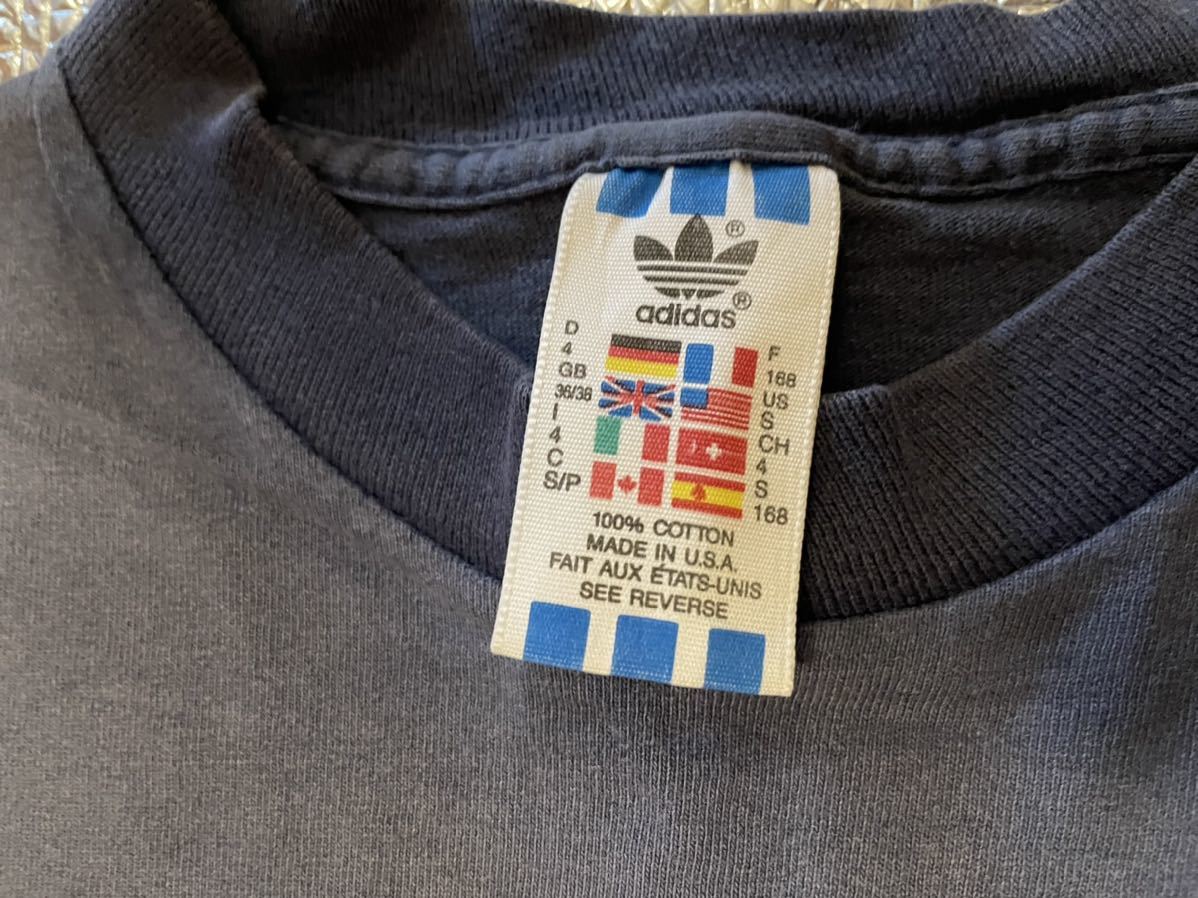 ®
adidas®
D
4
GB
36/38
I
4
C
S/P
F
168
US
S
CH
4
S
168
100% COTTON
MADE IN U.S.A.
FAIT AUX ÉTATS-UNIS
SEE REVERSE